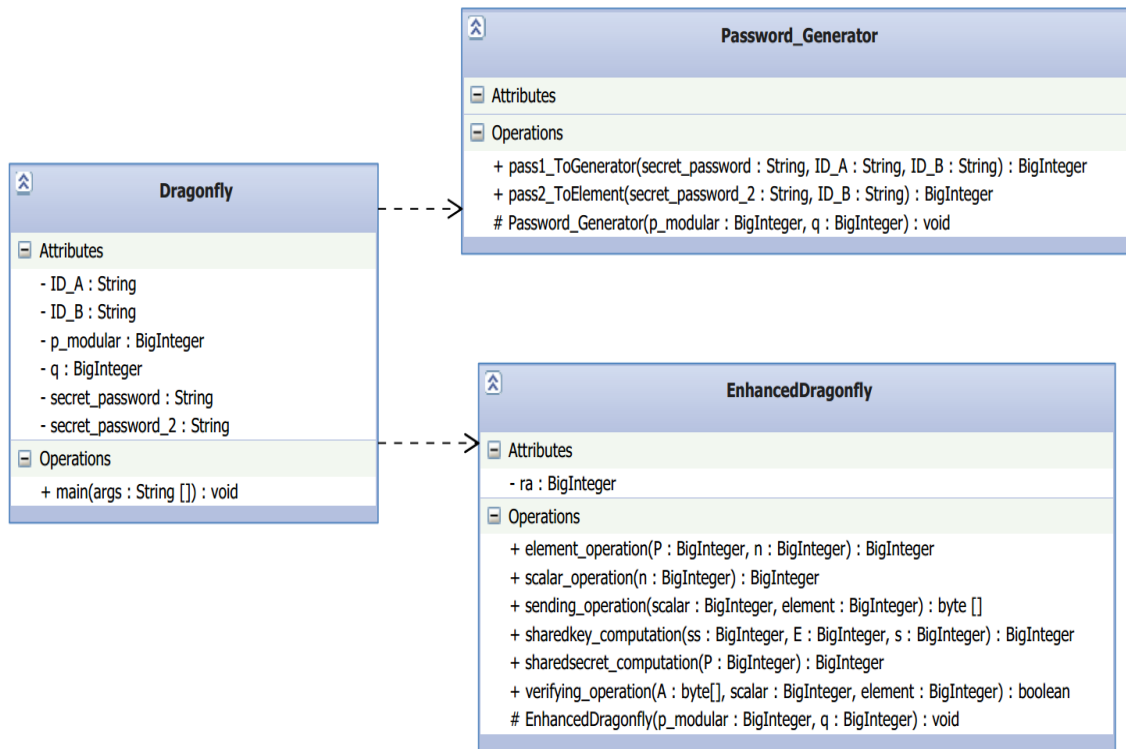 Password_Generator
Attributes
Operations
+ pass1_ToGenerator(secret_password : String, ID_A : String, ID_B : String) : BigInteger
+ pass2_ToElement(secret_password_2 : String, ID_B : String) : BigInteger
# Password_Generator(p_modular : BigInteger, q : BigInteger) : void
Dragonfly
Attributes
- ID_A : String
- ID_B : String
- p_modular : BigInteger
- q : BigInteger
- secret_password : String
- secret_password_2 : String
Operations
+ main(args : String []) : void
EnhancedDragonfly
Attributes
- ra : BigInteger
Operations
+ element_operation(P : BigInteger, n : BigInteger) : BigInteger
+ scalar_operation(n : BigInteger) : BigInteger
+ sending_operation(scalar : BigInteger, element : BigInteger) : byte []
+ sharedkey_computation(ss : BigInteger, E : BigInteger, s : BigInteger) : BigInteger
+ sharedsecret_computation(P : BigInteger) : BigInteger
+ verifying_operation(A : byte[], scalar : BigInteger, element : BigInteger) : boolean
# EnhancedDragonfly(p_modular : BigInteger, q : BigInteger) : void